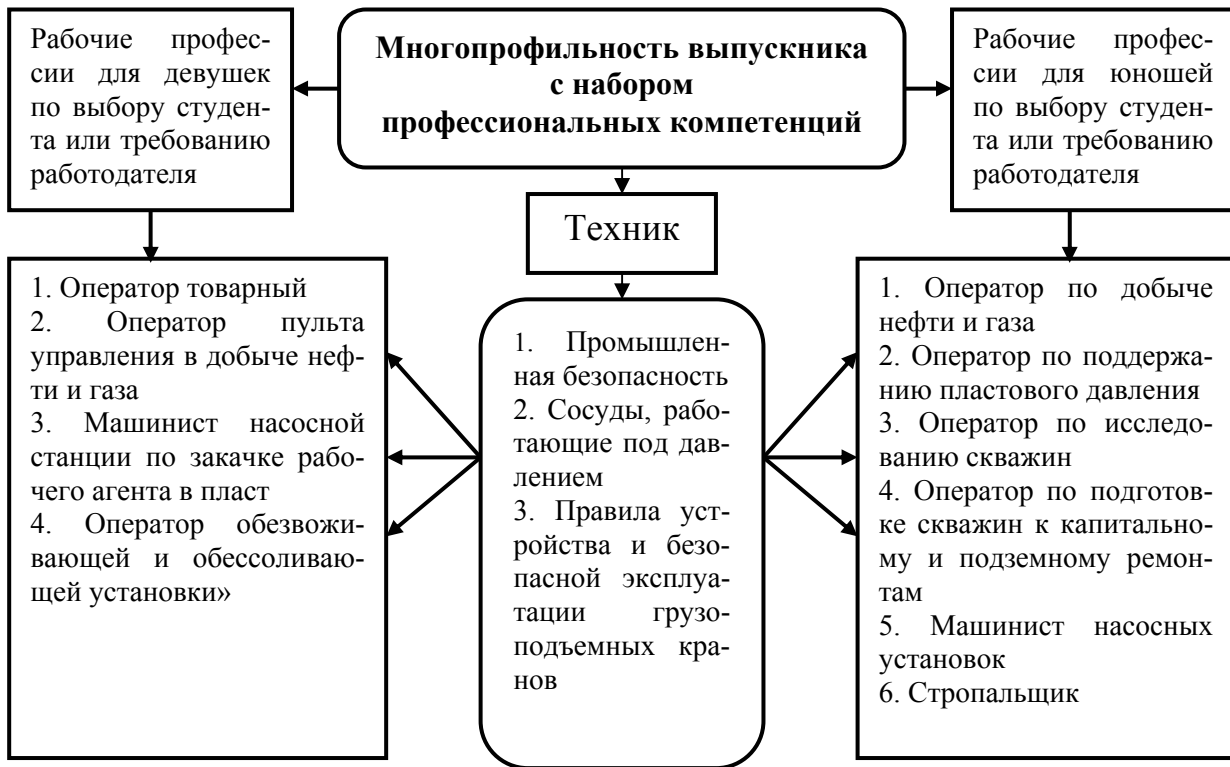 Рабочие профес-
сии для девушек
по выбору студен-
та или требованию
работодателя
Многопрофильность выпускника
с набором
профессиональных компетенций
Рабочие профес-
сии для юношей
по выбору студен-
та или требованию
работодателя
Техник
1. Оператор товарный
2. Оператор пульта
управления в добыче неф-
ти и газа
3. Машинист насосной
станции по закачке рабо-
чего агента в пласт
4. Оператор обезвожи-
вающей и обессоливаю-
щей установки»
1. Промышлен-
ная безопасность
2. Сосуды, рабо-
тающие под дав-
лением
3. Правила уст-
ройства и безо-
пасной эксплуа-
тации грузо-
подъемных кра-
нов
1. Оператор по добыче
нефти и газа
2. Оператор по поддержа-
нию пластового давления
3. Оператор по исследо-
ванию скважин
4. Оператор по подготов-
ке скважин к капитально-
му и подземному ремон-
там
5. Машинист насосных
установок
6. Стропальщик